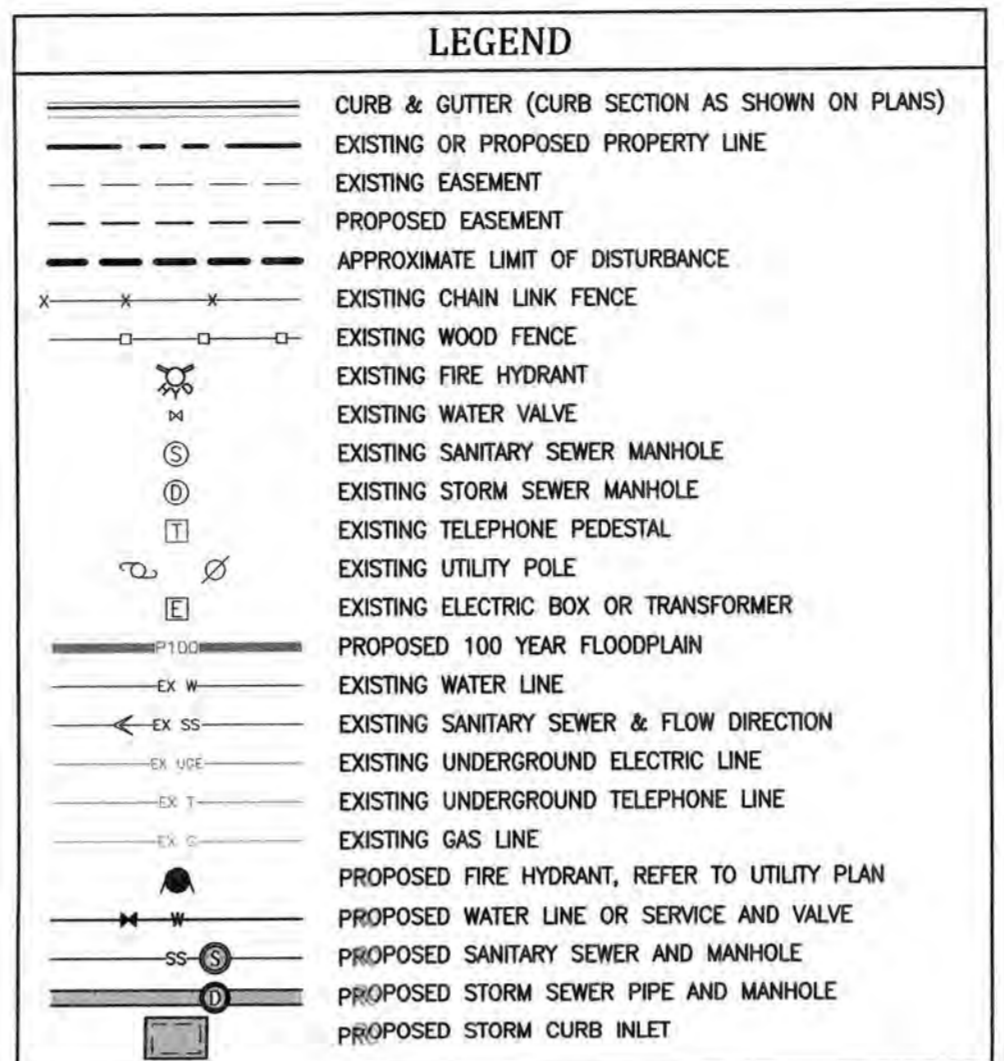 LEGEND
CURB & GUTTER (CURB SECTION AS SHOWN ON PLANS)
EXISTING OR PROPOSED PROPERTY LINE
EXISTING EASEMENT
PROPOSED EASEMENT
APPROXIMATE LIMIT OF DISTURBANCE
X X X EXISTING CHAIN LINK FENCE
EXISTING WOOD FENCE
EXISTING FIRE HYDRANT
EXISTING WATER VALVE
S EXISTING SANITARY SEWER MANHOLE
D EXISTING STORM SEWER MANHOLE
T EXISTING TELEPHONE PEDESTAL
EXISTING UTILITY POLE
E EXISTING ELECTRIC BOX OR TRANSFORMER
P100 PROPOSED 100 YEAR FLOODPLAIN
EX W EXISTING WATER LINE
EX SS EXISTING SANITARY SEWER & FLOW DIRECTION
EX UGE EXISTING UNDERGROUND ELECTRIC LINE
EX T EXISTING UNDERGROUND TELEPHONE LINE
EX G EXISTING GAS LINE
PROPOSED FIRE HYDRANT, REFER TO UTILITY PLAN
W PROPOSED WATER LINE OR SERVICE AND VALVE
SS S PROPOSED SANITARY SEWER AND MANHOLE
D PROPOSED STORM SEWER PIPE AND MANHOLE
PROPOSED STORM CURB INLET